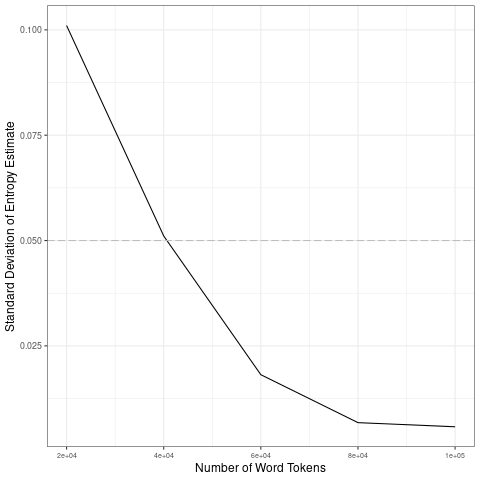 Standard Deviation of Entropy Estimate
0.100
0.075
0.050
0.025
2e+04 4e+04 6e+04 8e+04 1e+05
Number of Word Tokens